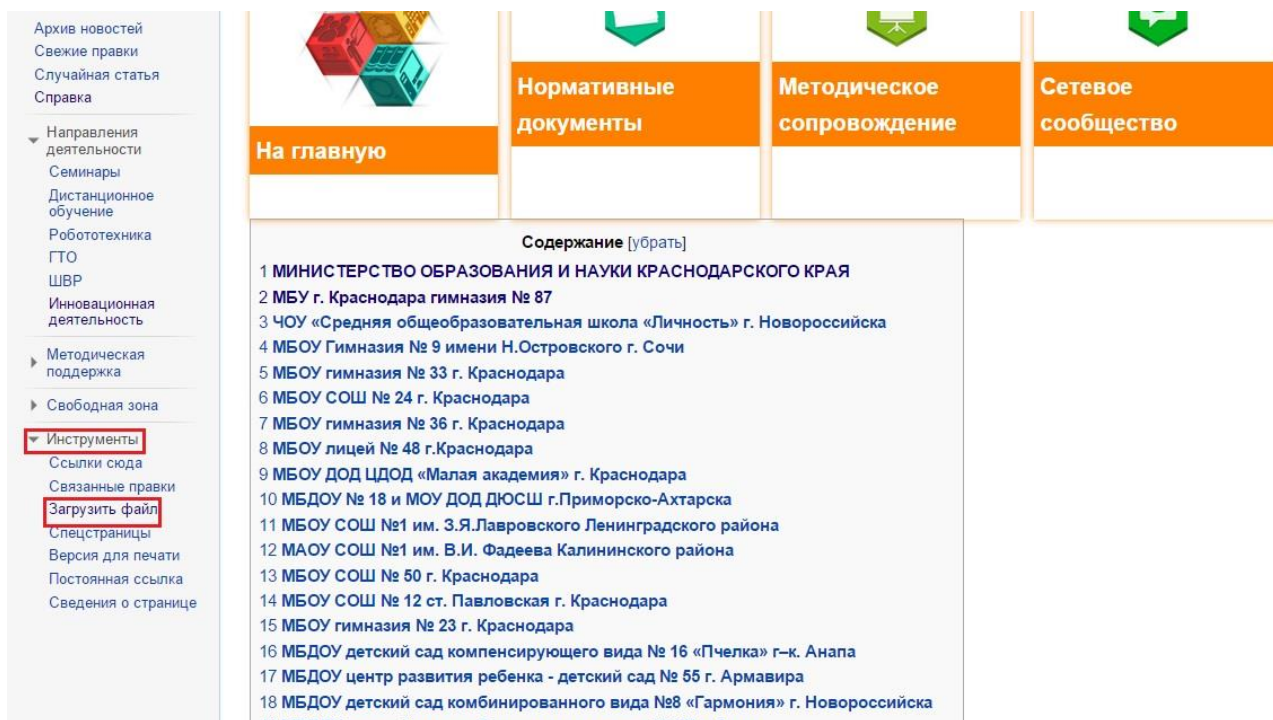 Архив новостей
Свежие правки
Случайная статья
Справка
Направления
деятельности
Семинары
Дистанционное
обучение
Робототехника
ГТО
ШВР
Инновационная
деятельность
Методическая
поддержка
Свободная зона
Инструменты
Ссылки сюда
Связанные правки
Загрузить файл
Спецстраницы
Версия для печати
Постоянная ссылка
Сведения о странице
На главную
Нормативные
документы
Методическое
сопровождение
Сетевое
сообщество
Содержание [убрать]
1 МИНИСТЕРСТВО ОБРАЗОВАНИЯ И НАУКИ КРАСНОДАРСКОГО КРАЯ
2 МБУ г. Краснодара гимназия № 87
3 ЧОУ «Средняя общеобразовательная школа «Личность» г. Новороссийска
4 МБОУ Гимназия № 9 имени Н.Островского г. Сочи
5 МБОУ гимназия № 33 г. Краснодара
6 МБОУ СОШ № 24 г. Краснодара
7 МБОУ гимназия № 36 г. Краснодара
8 МБОУ лицей № 48 г.Краснодара
9 МБОУ ДОД ЦДОД «Малая академия» г. Краснодара
10 МБДОУ № 18 и МОУ ДОД ДЮСШ г.Приморско-Ахтарска
11 МБОУ СОШ №1 им. З.Я.Лавровского Ленинградского района
12 МАОУ СОШ №1 им. В.И. Фадеева Калининского района
13 МБОУ СОШ № 50 г. Краснодара
14 МБОУ СОШ № 12 ст. Павловская г. Краснодара
15 МБОУ гимназия № 23 г. Краснодара
16 МБДОУ детский сад компенсирующего вида № 16 «Пчелка» г–к. Анапа
17 МБДОУ центр развития ребенка - детский сад № 55 г. Армавира
18 МБДОУ детский сад комбинированного вида №8 «Гармония» г. Новороссийска